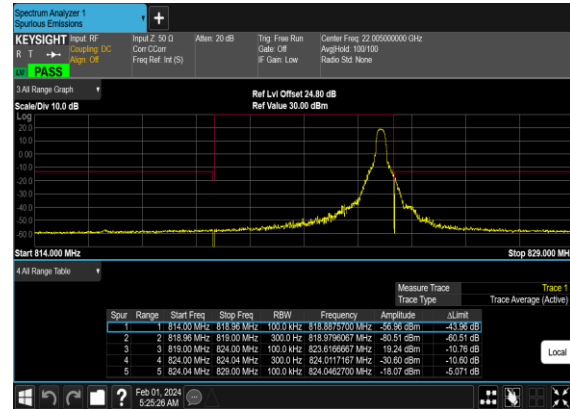 Spectrum Analyzer 1
Spurious Emissions
+
KEYSIGHT Input: RF Input Z: 50 Ω Atten: 20 dB Trig: Free Run Center Freq: 22.005000000 GHz
R T Coupling: DC Corr CCorr Gate: Off Avg|Hold: 100/100
Align: Off Freq Ref: Int (S) IF Gain: Low Radio Std: None
PASS
3 All Range Graph Ref Lvl Offset 24.80 dB
Scale/Div 10.0 dB Ref Value 30.00 dBm
Log
20.0
10.0
0.00
-10.0
-20.0
-30.0
-40.0
-50.0
-60.0
Start 814.000 MHz Stop 829.000 MH
4 All Range Table
Measure Trace Trace 1
Trace Type Trace Average (Active)
Spur Range Start Freq Stop Freq RBW Frequency Amplitude ΔLimit
1 1 814.00 MHz 818.96 MHz 100.0 kHz 818.8875700 MHz -56.96 dBm -43.96 dB
2 2 818.96 MHz 819.00 MHz 300.0 Hz 818.9796067 MHz -80.51 dBm -60.51 dB
3 3 819.00 MHz 824.00 MHz 100.0 kHz 823.6166667 MHz 19.24 dBm -10.76 dB
4 4 824.00 MHz 824.04 MHz 300.0 Hz 824.0117167 MHz -30.60 dBm -10.60 dB
5 5 824.04 MHz 829.00 MHz 100.0 kHz 824.0462700 MHz -18.07 dBm -5.071 dB
Local
? Feb 01, 2024
5:25:26 AM